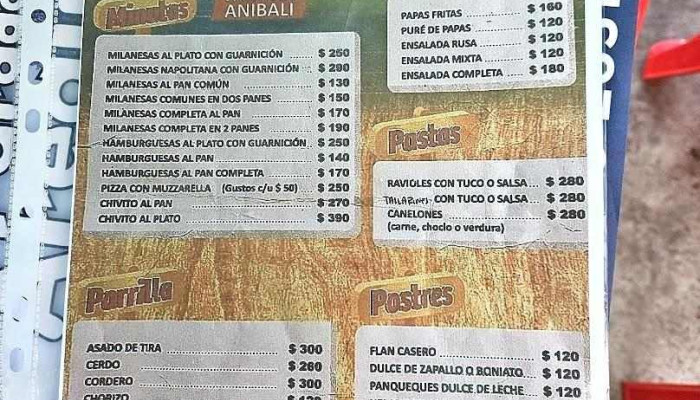 Minutas
ANIBALI
MILANESAS AL PLATO CON GUARNICIÓN $ 250
MILANESAS NAPOLITANA CON GUARNICIÓN $ 290
MILANESAS AL PAN COMÚN $ 130
MILANESAS COMUNES EN DOS PANES $ 150
MILANESAS COMPLETA AL PAN $ 170
MILANESAS COMPLETA EN 2 PANES $ 190
HAMBURGUESAS AL PLATO CON GUARNICIÓN $ 250
HAMBURGUESAS AL PAN $ 140
HAMBURGUESAS AL PAN COMPLETA $ 170
PIZZA CON MUZZARELLA (Gustos c/u $ 50) $ 250
CHIVITO AL PAN $ 270
CHIVITO AL PLATO $ 390
PAPAS FRITAS $ 160
PURÉ DE PAPAS $ 120
ENSALADA RUSA $ 120
ENSALADA MIXTA $ 120
ENSALADA COMPLETA $ 180
Pastas
RAVIOLES CON TUCO O SALSA $ 280
TALLARINES CON TUCO O SALSA $ 280
CANELONES $ 280
(carne, choclo o verdura)
Parrilla
ASADO DE TIRA $ 300
CERDO $ 260
CORDERO $ 300
CHORIZO
Postres
FLAN CASERO $ 120
DULCE DE ZAPALLO O BONIATO $ 120
PANQUEQUES DULCE DE LECHE $ 120